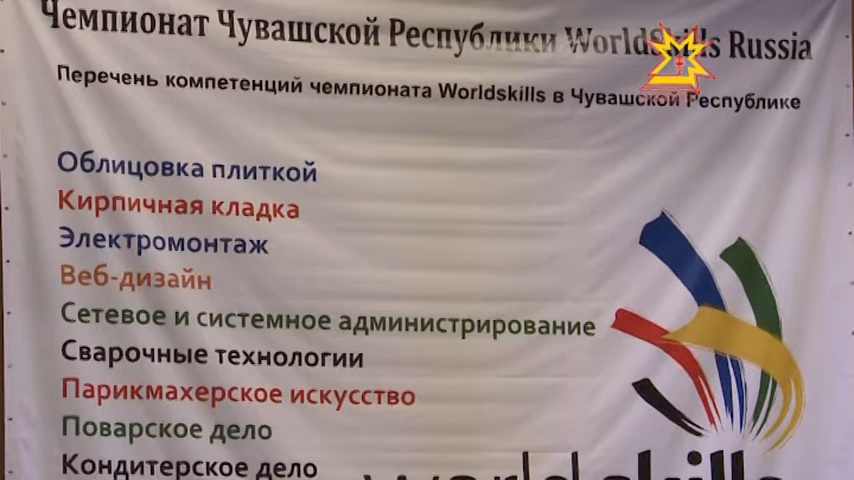 Чемпионат Чувашской Республики WorldSkills Russia
Перечень компетенций чемпионата Worldskills в Чувашской Республике
Облицовка плиткой
Кирпичная кладка
Электромонтаж
Веб-дизайн
Сетевое и системное администрирование
Сварочные технологии
Парикмахерское искусство
Поварское дело
Кондитерское дело
worldskills